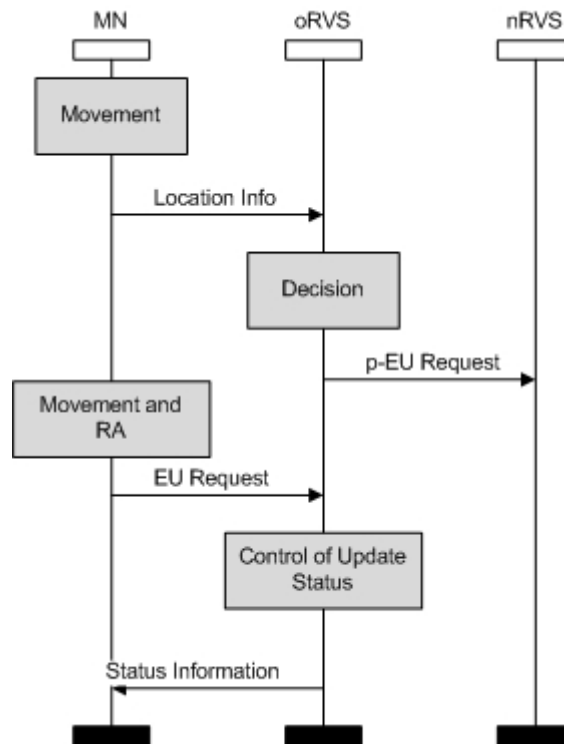 MN oRVS nRVS
Movement
Location Info
Decision
p-EU Request
Movement and
RA
EU Request
Control of Update
Status
Status Information